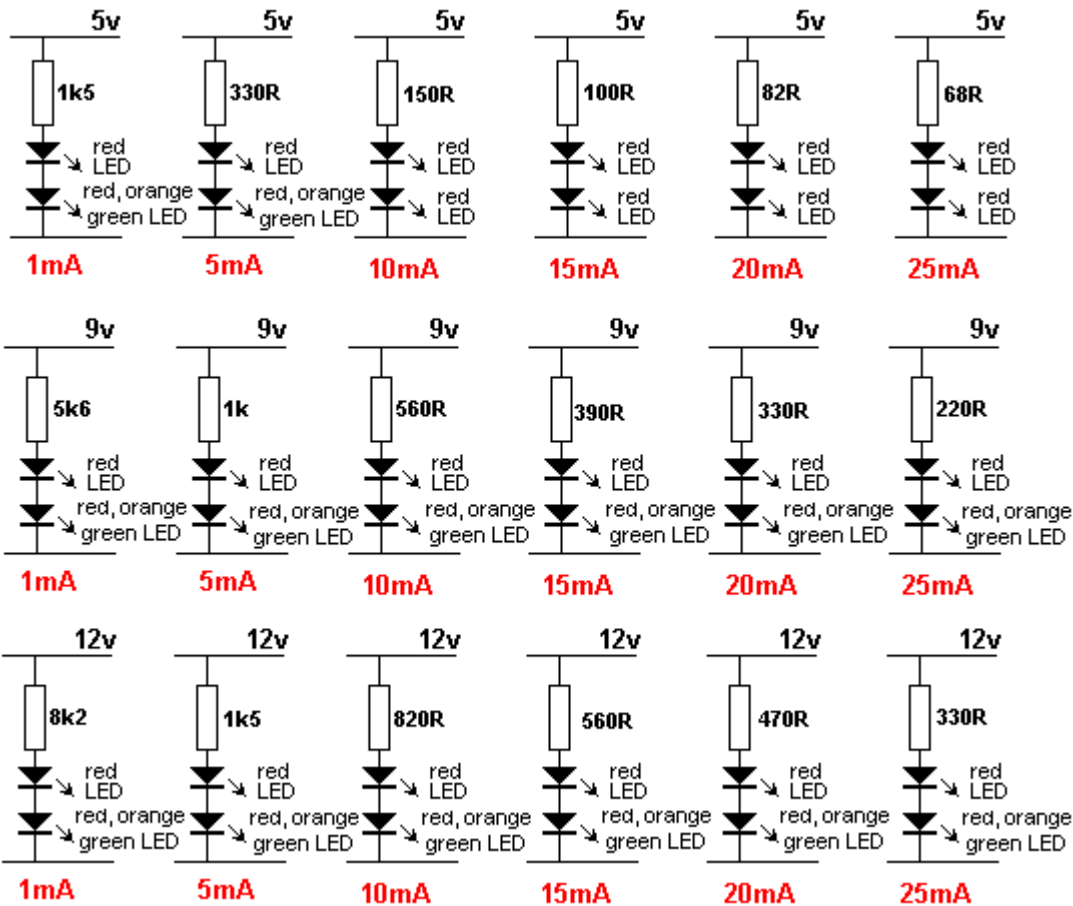 5v 5v 5v 5v 5v 5v
1k5 330R 150R 100R 82R 68R
red red red red red red
LED LED LED LED LED LED
red, orange red, orange red red red red
green LED green LED LED LED LED LED
1mA 5mA 10mA 15mA 20mA 25mA
9v 9v 9v 9v 9v 9v
5k6 1k 560R 390R 330R 220R
red red red red red red
LED LED LED LED LED LED
red, orange red, orange red, orange red, orange red, orange red, orange
green LED green LED green LED green LED green LED green LED
1mA 5mA 10mA 15mA 20mA 25mA
12v 12v 12v 12v 12v 12v
8k2 1k5 820R 560R 470R 330R
red red red red red red
LED LED LED LED LED LED
red, orange red, orange red, orange red, orange red, orange red, orange
green LED green LED green LED green LED green LED green LED
1mA 5mA 10mA 15mA 20mA 25mA